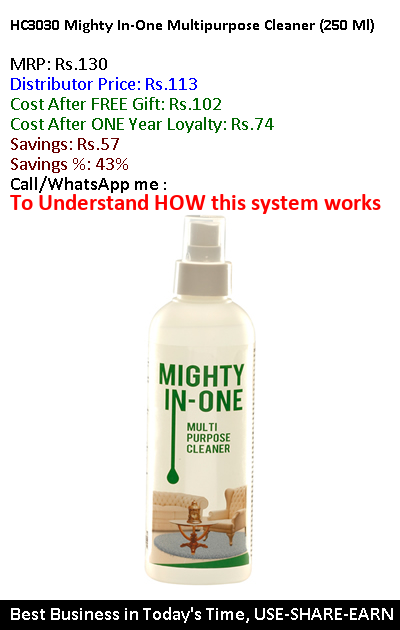 HC3030 Mighty In-One Multipurpose Cleaner (250 Ml)
MRP: Rs.130
Distributor Price: Rs.113
Cost After FREE Gift: Rs.102
Cost After ONE Year Loyalty: Rs.74
Savings: Rs.57
Savings %: 43%
Call/WhatsApp me :
To Understand HOW this system works
MIGHTY
IN-ONE
MULTI
PURPOSE
CLEANER
Best Business in Today's Time, USE-SHARE-EARN